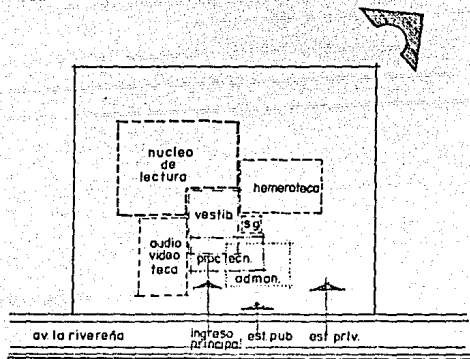 nucleo
de
lectura
hemeroteca
vestib
sg
audio
video
teca
proc tecn.
admon.
av. la rivereña
ingreso
principal
est. pub
est. priv.